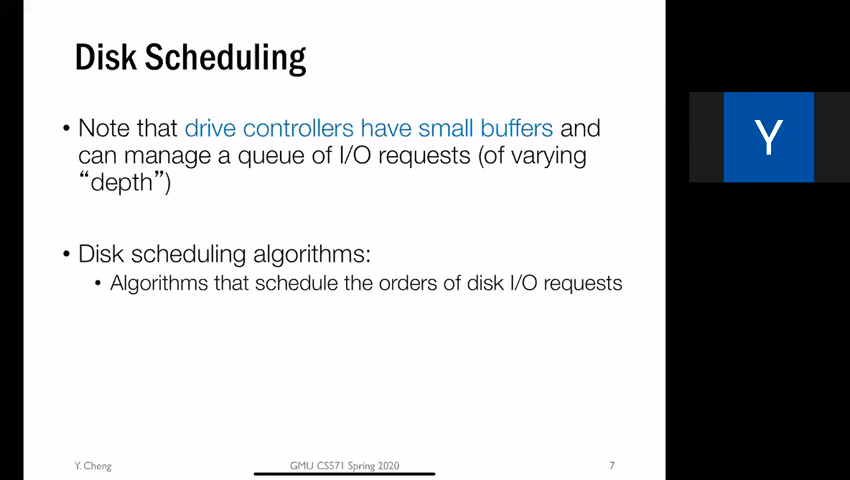 Disk Scheduling
• Note that drive controllers have small buffers and
can manage a queue of I/O requests (of varying
“depth”)
• Disk scheduling algorithms:
• Algorithms that schedule the orders of disk I/O requests
Y
Y. Cheng
GMU CS571 Spring 2020
7